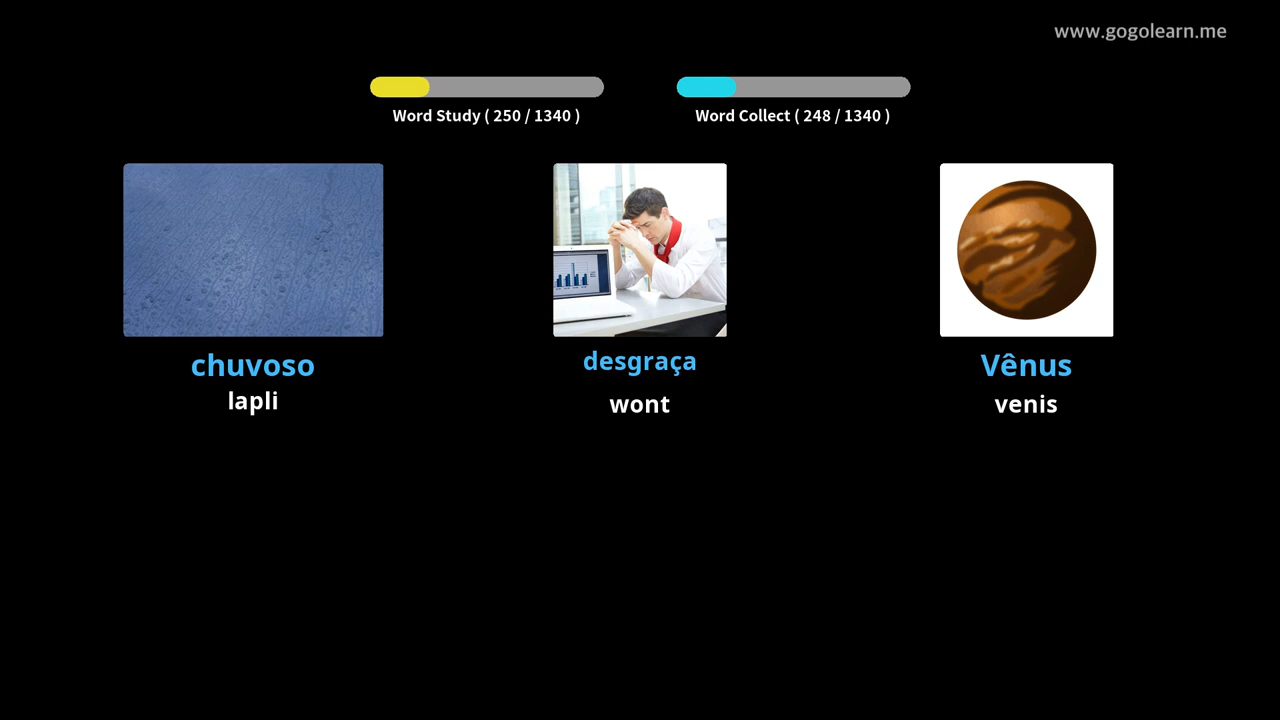 www.gogolearn.me
Word Study ( 250 / 1340 )
Word Collect ( 248 / 1340 )
chuvoso
lapli
desgraça
wont
Vênus
venis